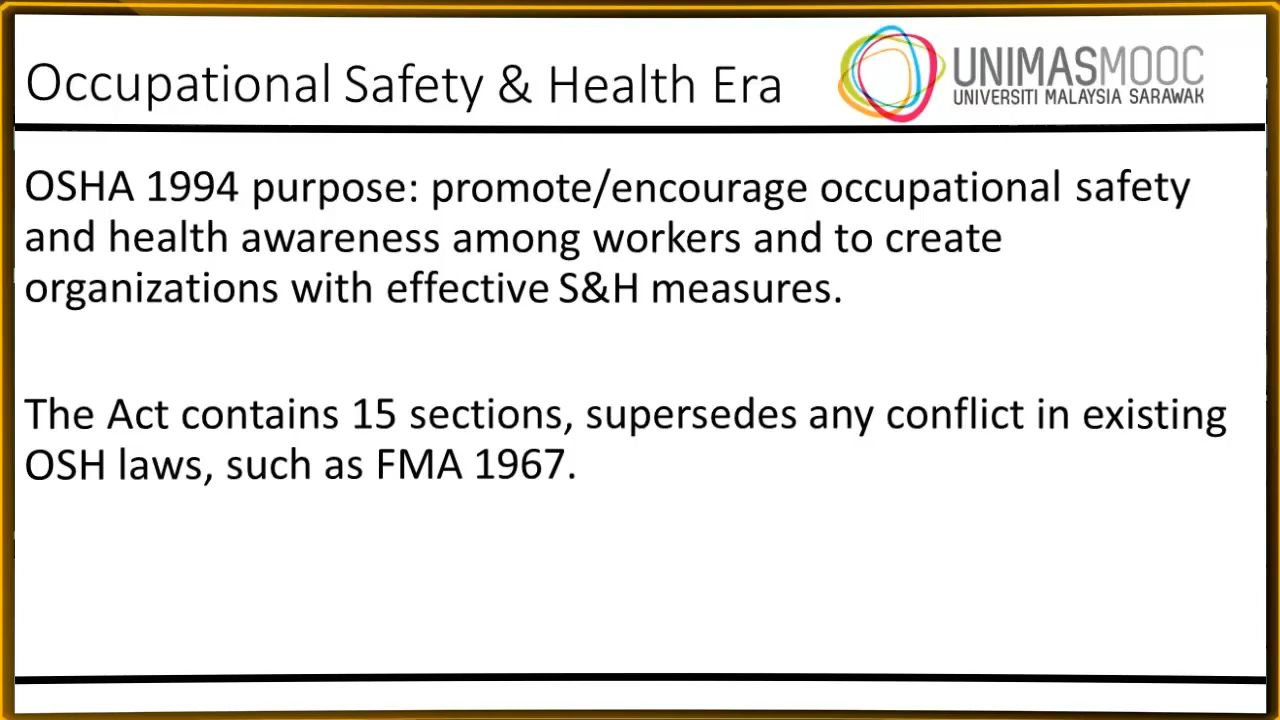 Occupational Safety & Health Era
UNIMASMOOC
UNIVERSITI MALAYSIA SARAWAK
OSHA 1994 purpose: promote/encourage occupational safety
and health awareness among workers and to create
organizations with effective S&H measures.
The Act contains 15 sections, supersedes any conflict in existing
OSH laws, such as FMA 1967.